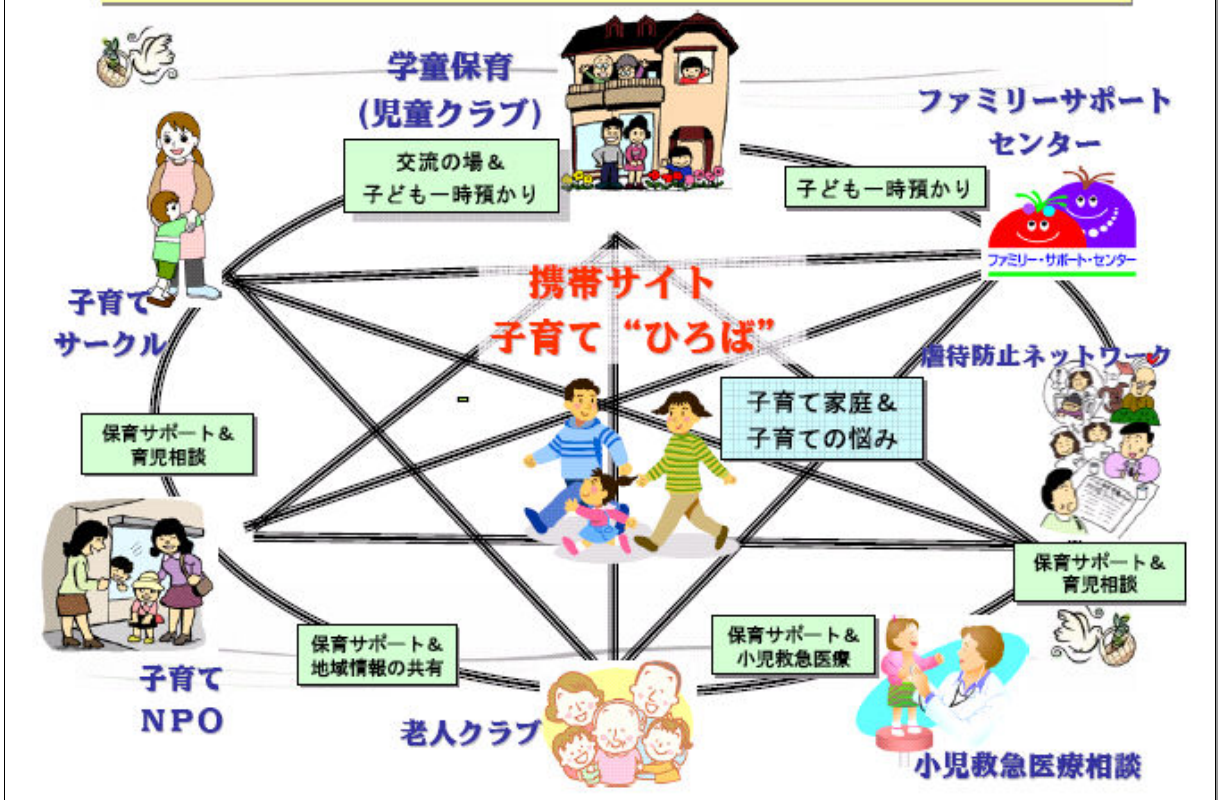 学童保育
(児童クラブ)
ファミリーサポート
センター
交流の場&
子ども一時預かり
子ども一時預かり
ファミリー・サポート・センター
携帯サイト
子育て“ひろば”
子育て
サークル
虐待防止ネットワーク
子育て家庭&
子育ての悩み
保育サポート&
育児相談
保育サポート&
育児相談
保育サポート&
地域情報の共有
保育サポート&
小児救急医療
子育て
NPO
老人クラブ
小児救急医療相談